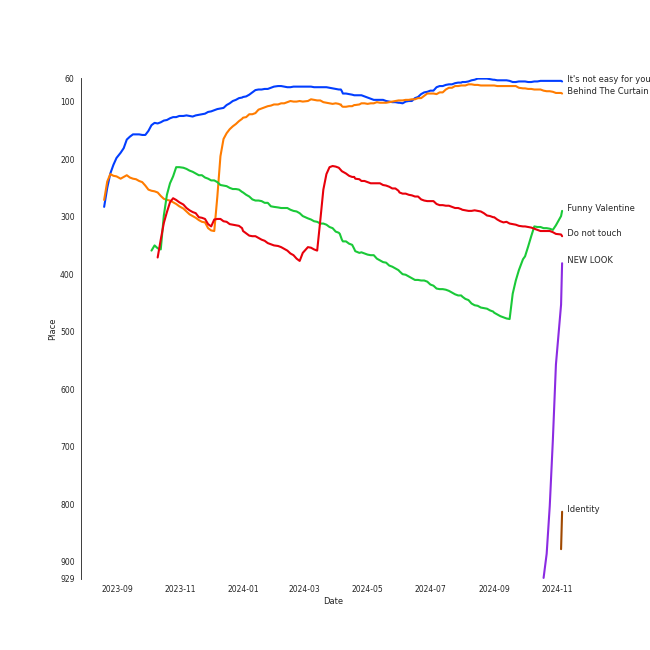 60
100
200
300
400
500
600
700
800
900
929
Place
2023-09
2023-11
2024-01
2024-03
2024-05
2024-07
2024-09
2024-11
Date
It's not easy for you
Behind The Curtain
Funny Valentine
Do not touch
NEW LOOK
Identity